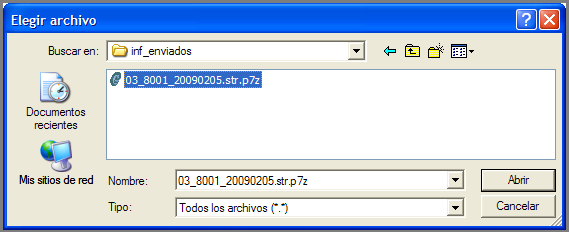 Elegir archivo
Buscar en: inf_enviados
03_8001_20090205.str.p7z
Documentos
recientes
Mis sitios de red
Nombre: 03_8001_20090205.str.p7z Abrir
Tipo: Todos los archivos (*.*) Cancelar